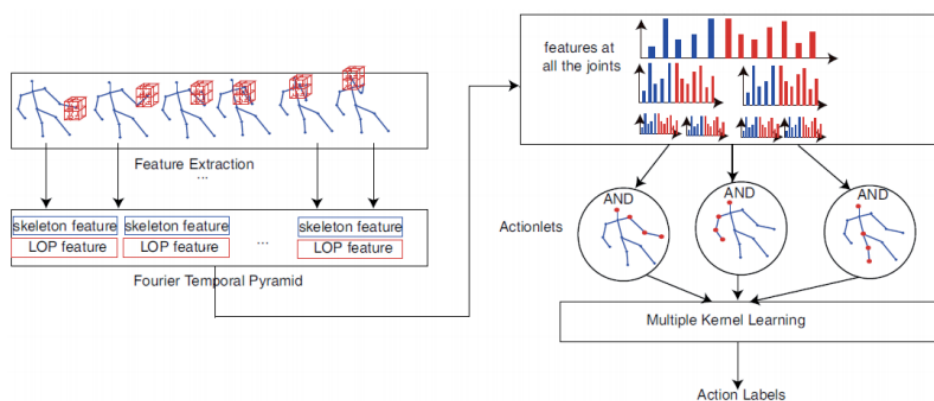 Feature Extraction
...
skeleton feature
LOP feature
skeleton feature
LOP feature
...
skeleton feature
LOP feature
Fourier Temporal Pyramid
features at
all the joints
Actionlets
AND
AND
AND
Multiple Kernel Learning
Action Labels